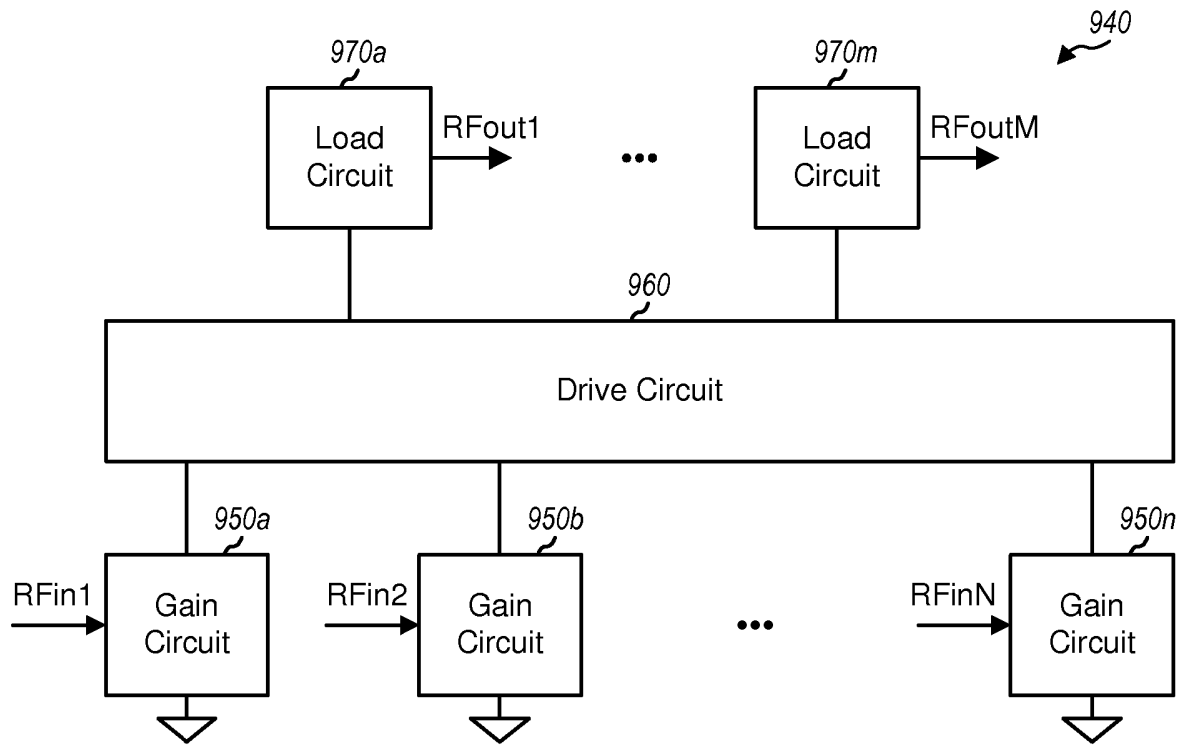 940
970a
970m
Load
Circuit
RFout1
...
Load
Circuit
RFoutM
960
Drive Circuit
950a
950b
950n
RFin1
Gain
Circuit
RFin2
Gain
Circuit
...
RFinN
Gain
Circuit